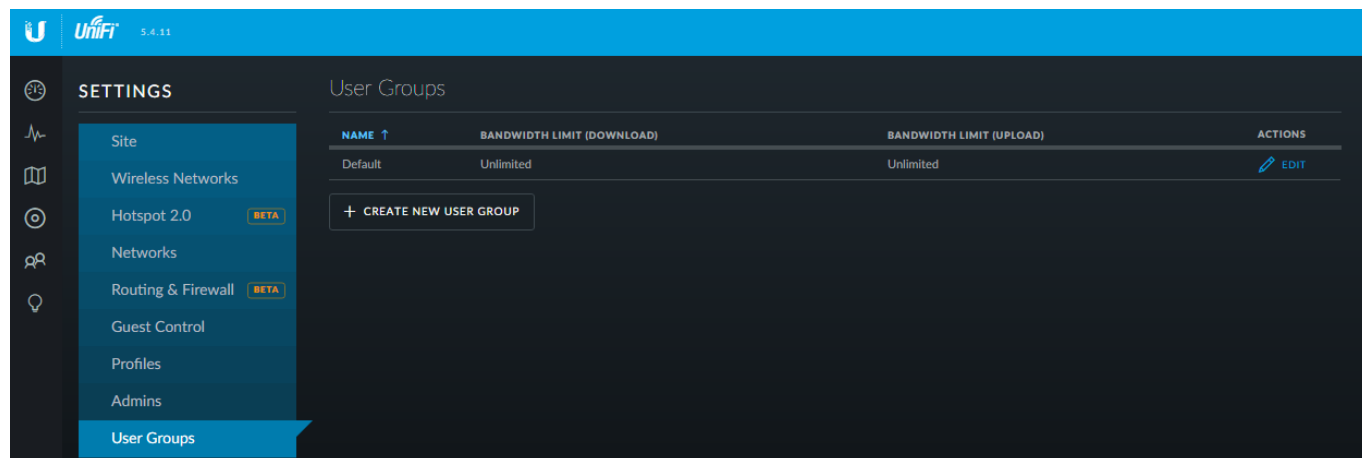 UniFi 5.4.11
SETTINGS
Site
Wireless Networks
Hotspot 2.0 BETA
Networks
Routing & Firewall BETA
Guest Control
Profiles
Admins
User Groups
User Groups
NAME ↑ BANDWIDTH LIMIT (DOWNLOAD) BANDWIDTH LIMIT (UPLOAD) ACTIONS
Default Unlimited Unlimited EDIT
+ CREATE NEW USER GROUP